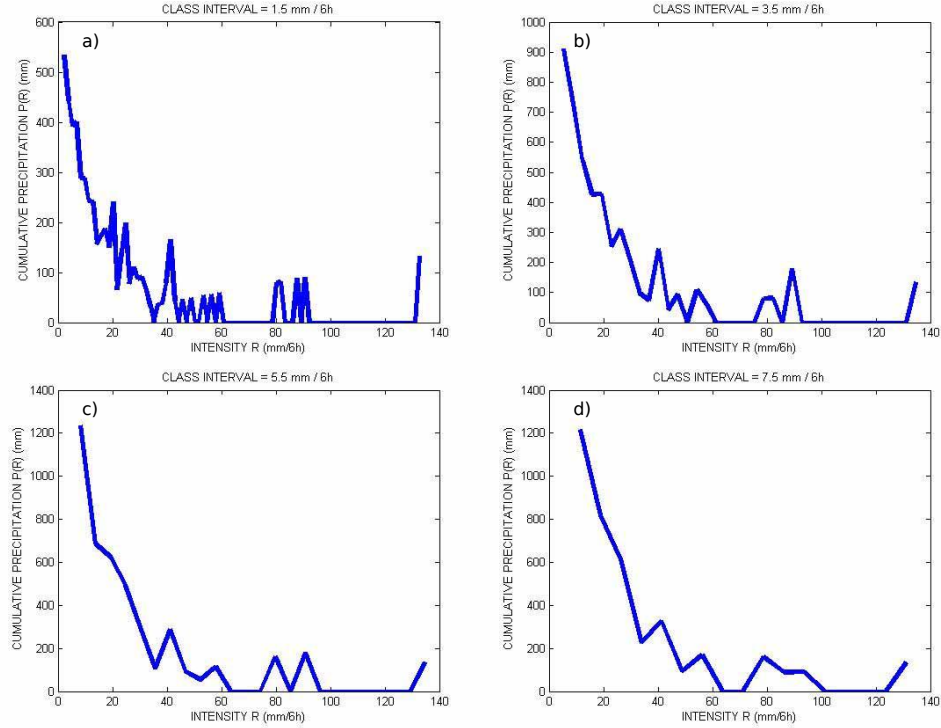 CLASS INTERVAL = 1.5 mm / 6h
a)
CUMULATIVE PRECIPITATION P(R) (mm)
600
500
400
300
200
100
0
0 20 40 60 80 100 120 140
INTENSITY R (mm/6h)
CLASS INTERVAL = 3.5 mm / 6h
b)
CUMULATIVE PRECIPITATION P(R) (mm)
1000
900
800
700
600
500
400
300
200
100
0
0 20 40 60 80 100 120 140
INTENSITY R (mm/6h)
CLASS INTERVAL = 5.5 mm / 6h
c)
CUMULATIVE PRECIPITATION P(R) (mm)
1400
1200
1000
800
600
400
200
0
0 20 40 60 80 100 120 140
INTENSITY R (mm/6h)
CLASS INTERVAL = 7.5 mm / 6h
d)
CUMULATIVE PRECIPITATION P(R) (mm)
1400
1200
1000
800
600
400
200
0
0 20 40 60 80 100 120 140
INTENSITY R (mm/6h)